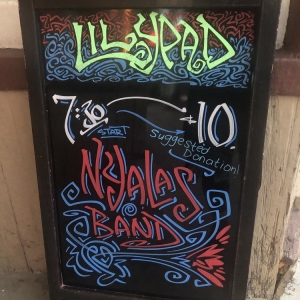 LILYPAD
7:30 $10.
START
Suggested
Donation!
NYALAS
BAND